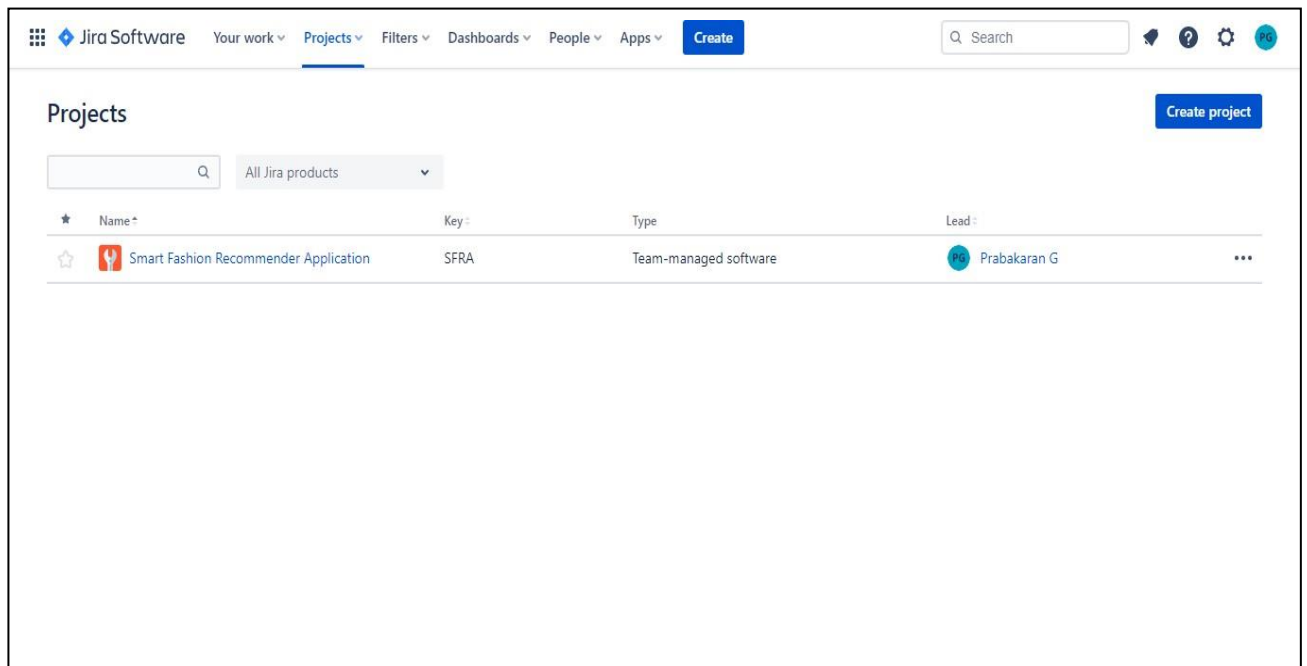 Jira Software Your work Projects Filters Dashboards People Apps Create Search PG
Projects Create project
All Jira products
Name Key Type Lead
Smart Fashion Recommender Application SFRA Team-managed software PG Prabakaran G